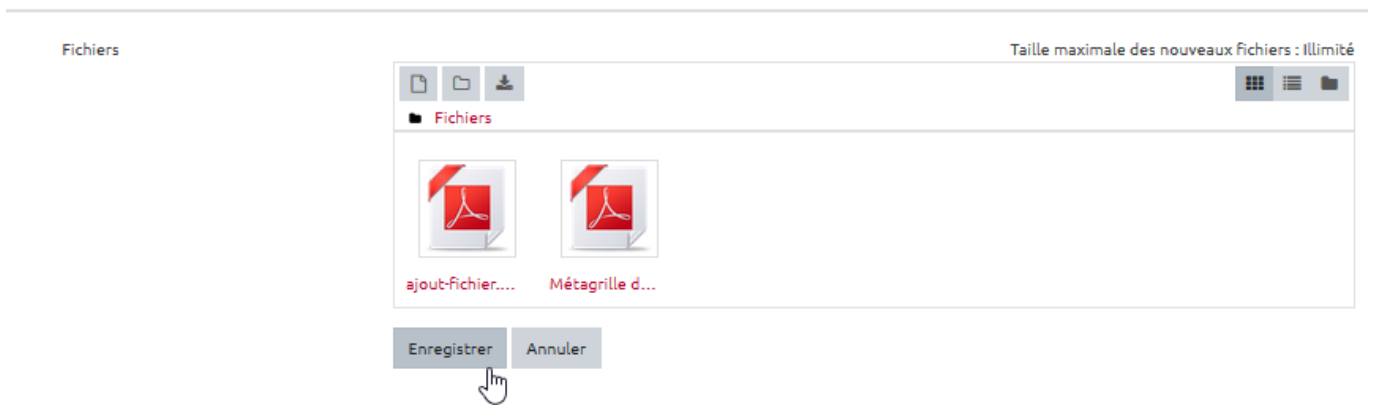 Fichiers
Taille maximale des nouveaux fichiers : Illimité
Fichiers
ajout-fichier....
Métagrille d...
Enregistrer
Annuler